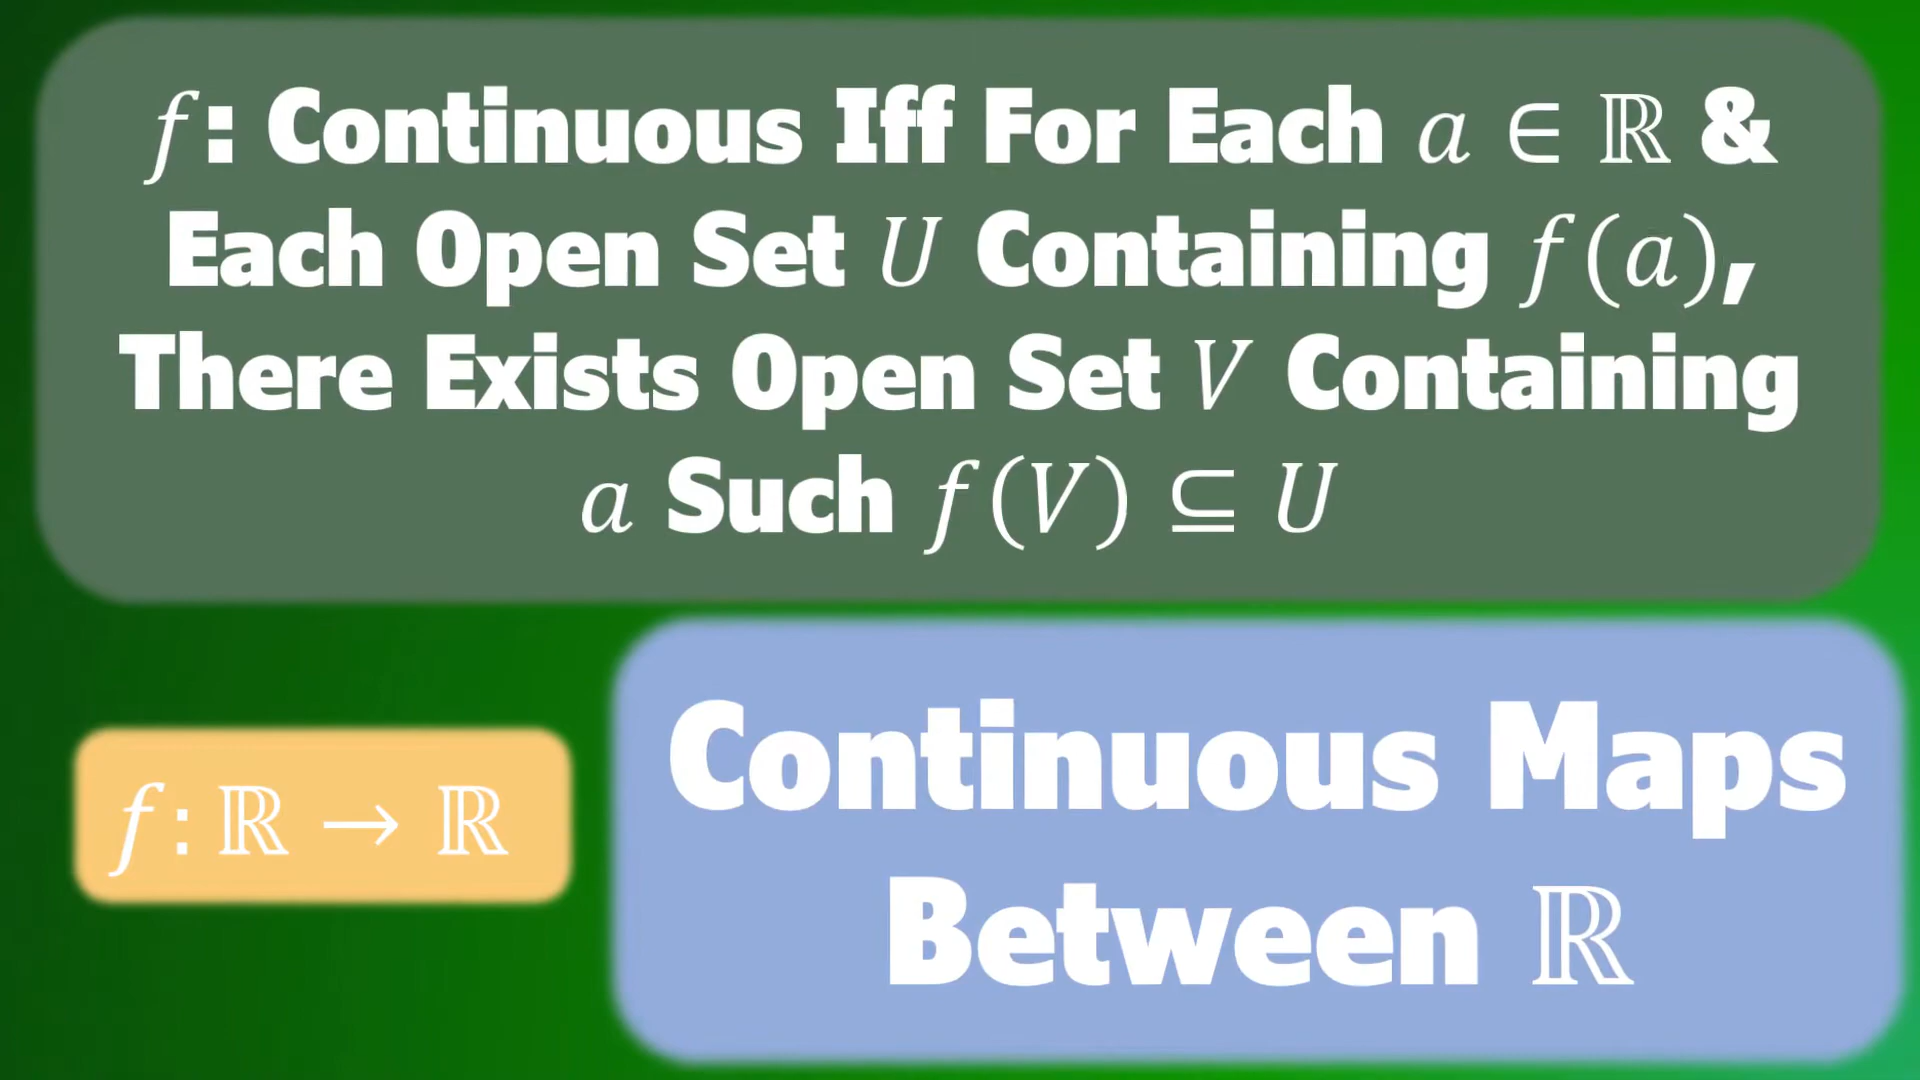 f: Continuous Iff For Each a ∈ ℝ &
Each Open Set U Containing f(a),
There Exists Open Set V Containing
a Such f(V) ⊆ U
f: ℝ → ℝ
Continuous Maps
Between ℝ